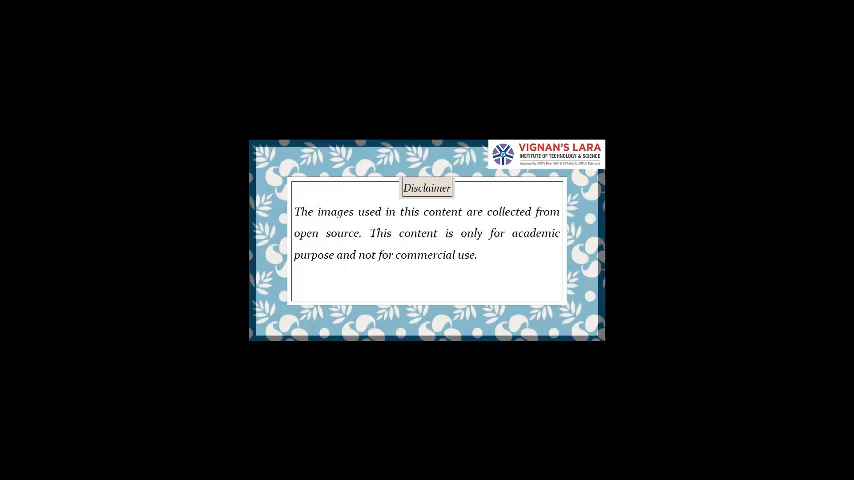 VIGNAN'S LARA
INSTITUTE OF TECHNOLOGY & SCIENCE
Disclaimer
The images used in this content are collected from
open source. This content is only for academic
purpose and not for commercial use.